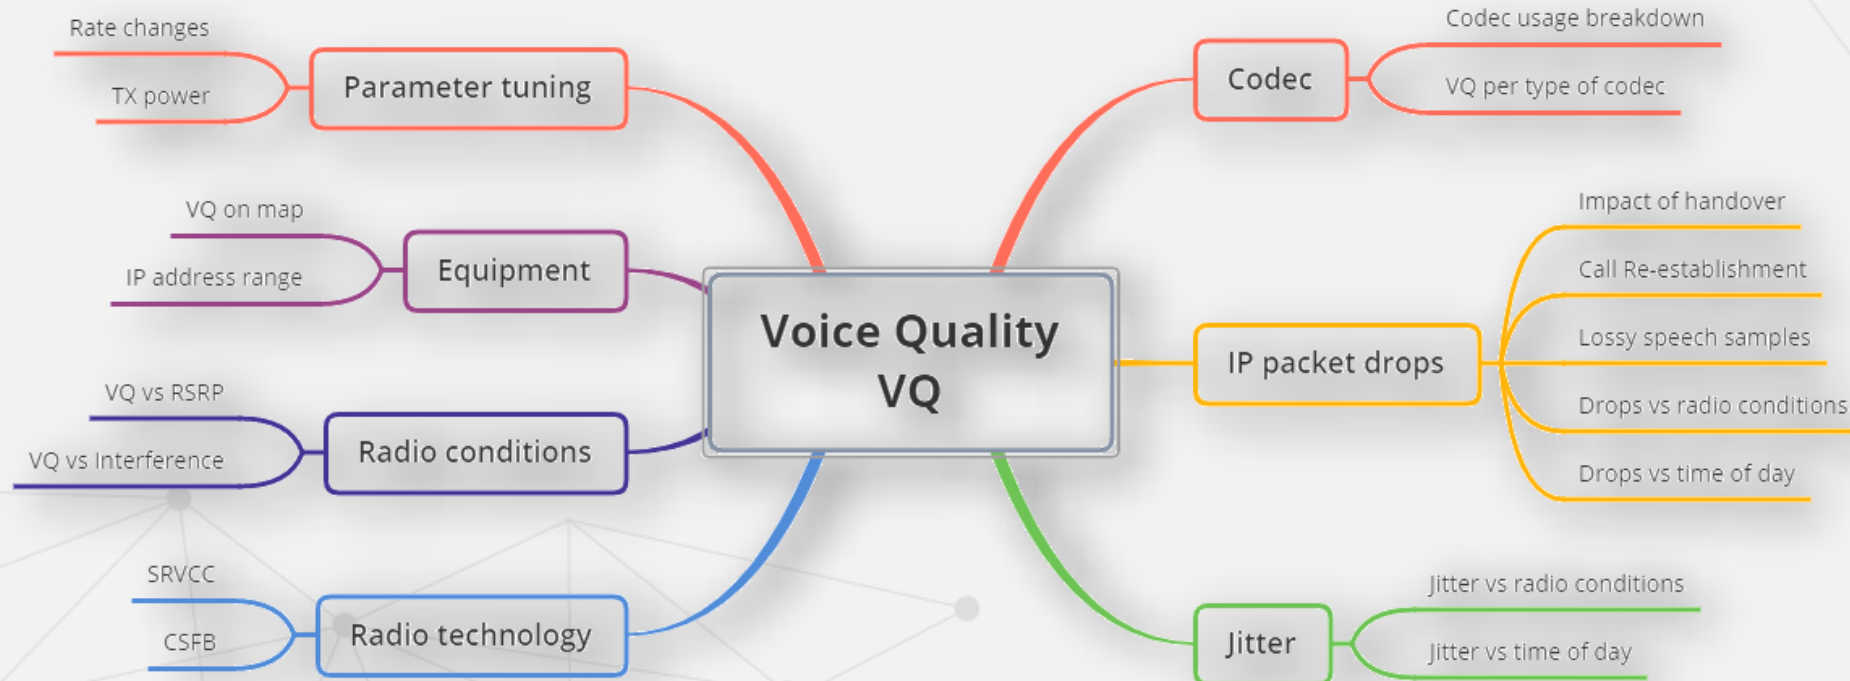 Rate changes
TX power
Parameter tuning
VQ on map
IP address range
Equipment
VQ vs RSRP
VQ vs Interference
Radio conditions
SRVCC
CSFB
Radio technology
Voice Quality
VQ
Codec
Codec usage breakdown
VQ per type of codec
IP packet drops
Impact of handover
Call Re-establishment
Lossy speech samples
Drops vs radio conditions
Drops vs time of day
Jitter
Jitter vs radio conditions
Jitter vs time of day